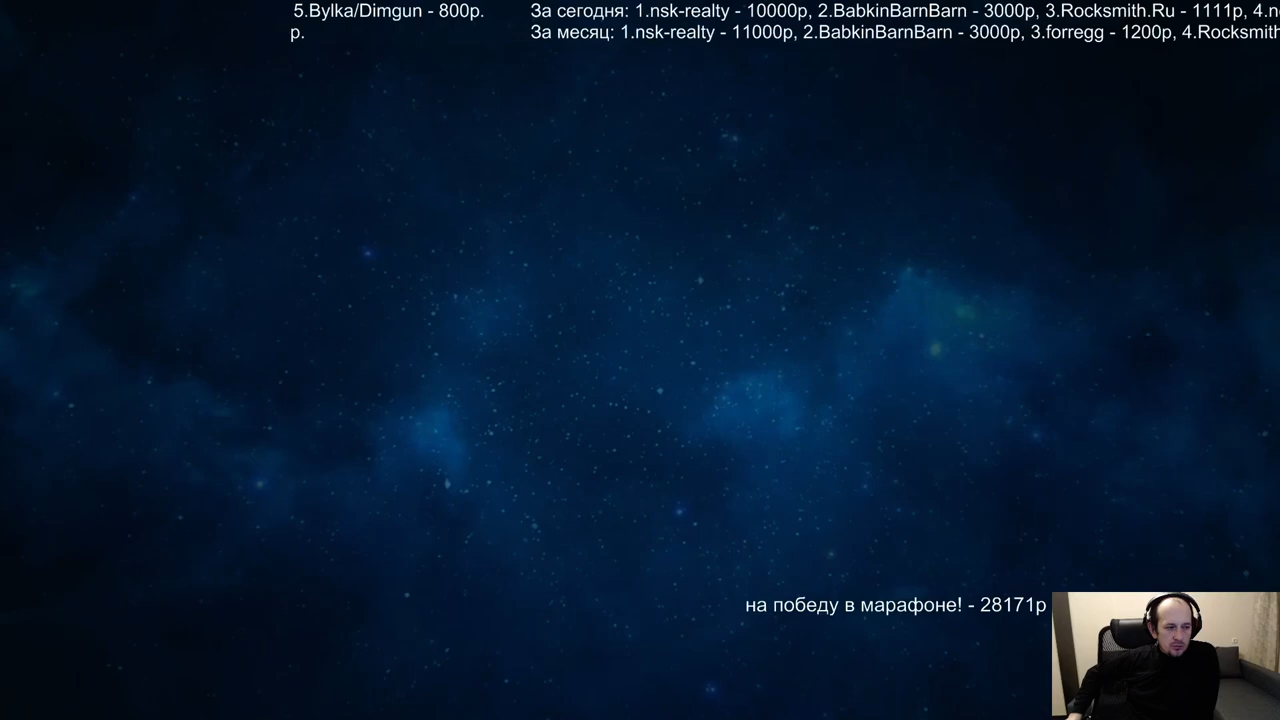 5.Bylka/Dimgun - 800р. За сегодня: 1.nsk-realty - 10000р, 2.BabkinBarnBarn - 3000р, 3.Rocksmith.Ru - 1111р, 4.n
р. За месяц: 1.nsk-realty - 11000р, 2.BabkinBarnBarn - 3000р, 3.forregg - 1200р, 4.Rocksmith
на победу в марафоне! - 28171р